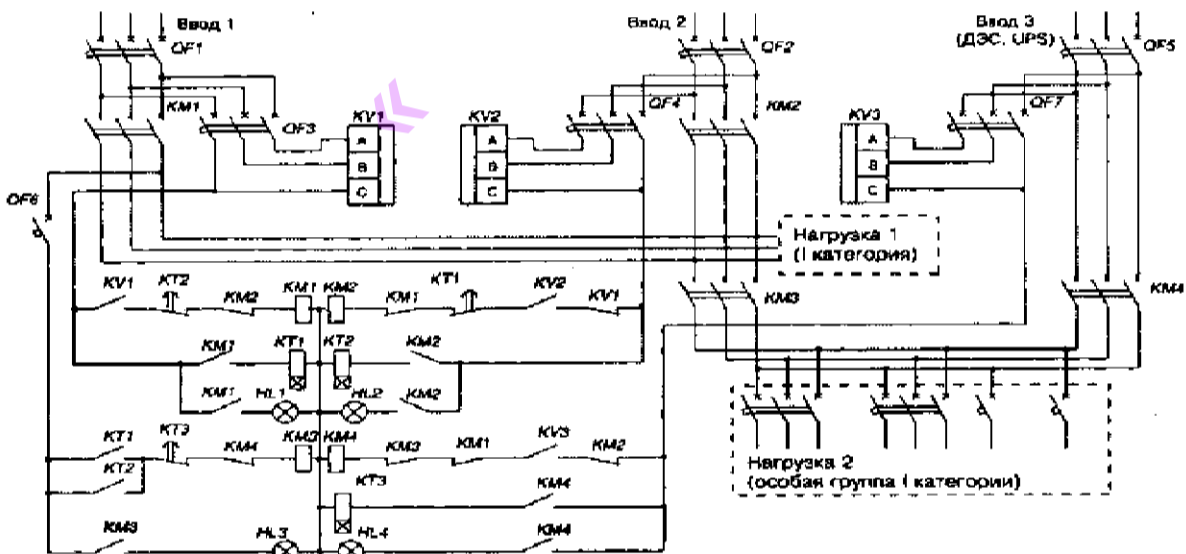 Ввод 1
Ввод 2
Ввод 3
(ДЭС, UPS)
QF1
QF2
QF5
KM1
QF3
KV1
KV2
QF4
KM2
KV3
QF7
A
B
C
A
B
C
A
B
C
QF6
Нагрузка 1
(I категория)
KV1
KT2
KM2
KM1
KM2
KM1
KT1
KV2
KV1
KM3
KM4
KM1
KT1
KT2
KM2
KM1
HL1
HL2
KM2
KT1
KT3
KM4
KM3
KM4
KM3
KM1
KV3
KM2
KT2
KT3
KM4
Нагрузка 2
(особая группа I категории)
KM3
HL3
HL4
KM4